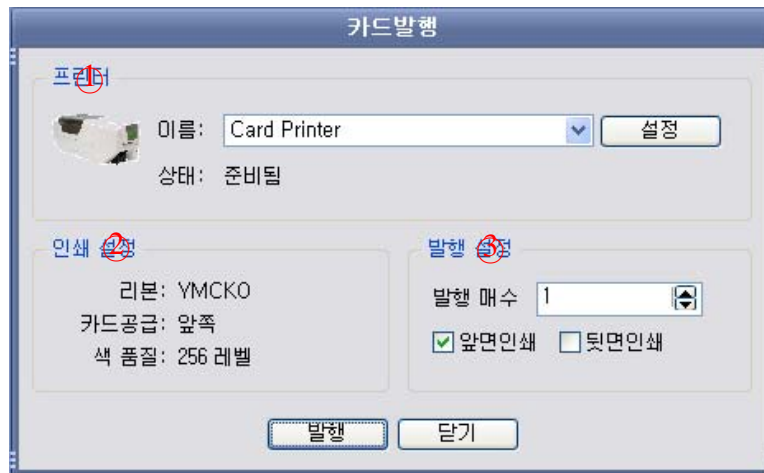 카드발행
프린터 ①
이름: Card Printer 설정
상태: 준비됨
인쇄 설정 ②
리본: YMCKO
카드공급: 앞쪽
색 품질: 256 레벨
발행 설정 ③
발행 매수 1
앞면인쇄 뒷면인쇄
발행 닫기